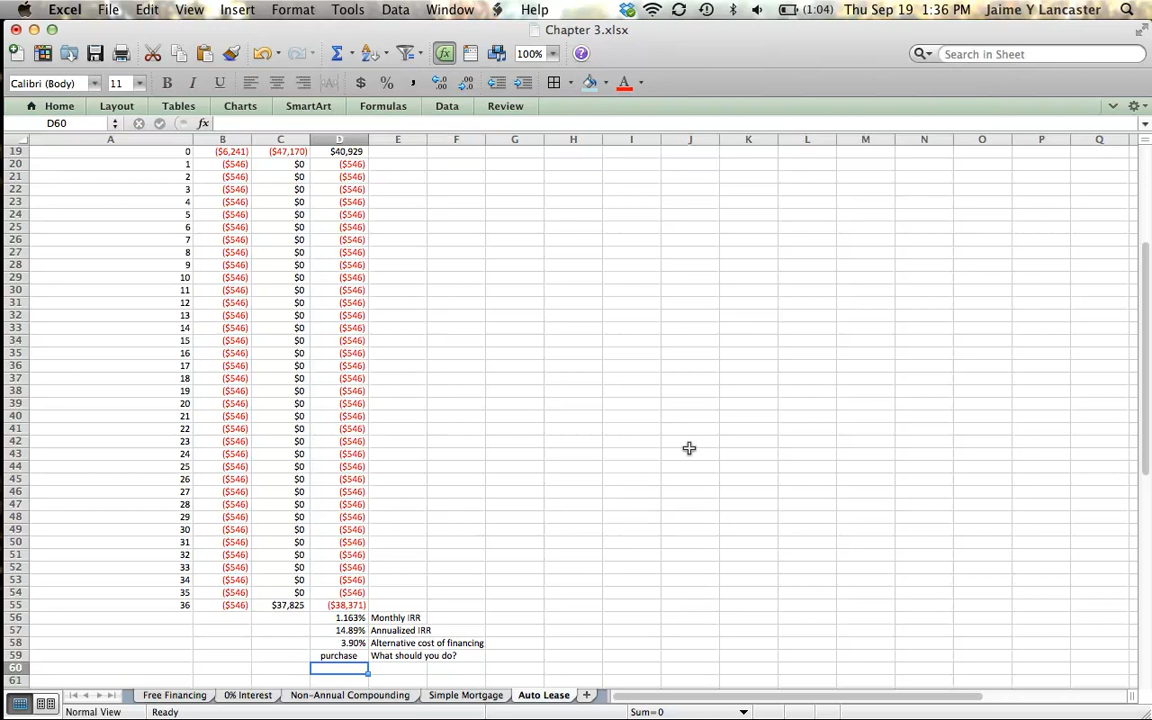 Excel File Edit View Insert Format Tools Data Window Help (1:04) Thu Sep 19 1:36 PM Jaime Y Lancaster
Chapter 3.xlsx
100% Search in Sheet
Calibri (Body) 11 B I U $ %
Home Layout Tables Charts SmartArt Formulas Data Review
D60 fx
A B C D E F G H I J K L M N O P Q
19 0 ($6,241) ($47,170) $40,929
20 1 ($546) $0 ($546)
21 2 ($546) $0 ($546)
22 3 ($546) $0 ($546)
23 4 ($546) $0 ($546)
24 5 ($546) $0 ($546)
25 6 ($546) $0 ($546)
26 7 ($546) $0 ($546)
27 8 ($546) $0 ($546)
28 9 ($546) $0 ($546)
29 10 ($546) $0 ($546)
30 11 ($546) $0 ($546)
31 12 ($546) $0 ($546)
32 13 ($546) $0 ($546)
33 14 ($546) $0 ($546)
34 15 ($546) $0 ($546)
35 16 ($546) $0 ($546)
36 17 ($546) $0 ($546)
37 18 ($546) $0 ($546)
38 19 ($546) $0 ($546)
39 20 ($546) $0 ($546)
40 21 ($546) $0 ($546)
41 22 ($546) $0 ($546)
42 23 ($546) $0 ($546)
43 24 ($546) $0 ($546)
44 25 ($546) $0 ($546)
45 26 ($546) $0 ($546)
46 27 ($546) $0 ($546)
47 28 ($546) $0 ($546)
48 29 ($546) $0 ($546)
49 30 ($546) $0 ($546)
50 31 ($546) $0 ($546)
51 32 ($546) $0 ($546)
52 33 ($546) $0 ($546)
53 34 ($546) $0 ($546)
54 35 ($546) $0 ($546)
55 36 ($546) $37,825 ($38,371)
56 1.163% Monthly IRR
57 14.89% Annualized IRR
58 3.90% Alternative cost of financing
59 purchase What should you do?
60
61
Free Financing 0% Interest Non-Annual Compounding Simple Mortgage Auto Lease +
Normal View Ready Sum=0